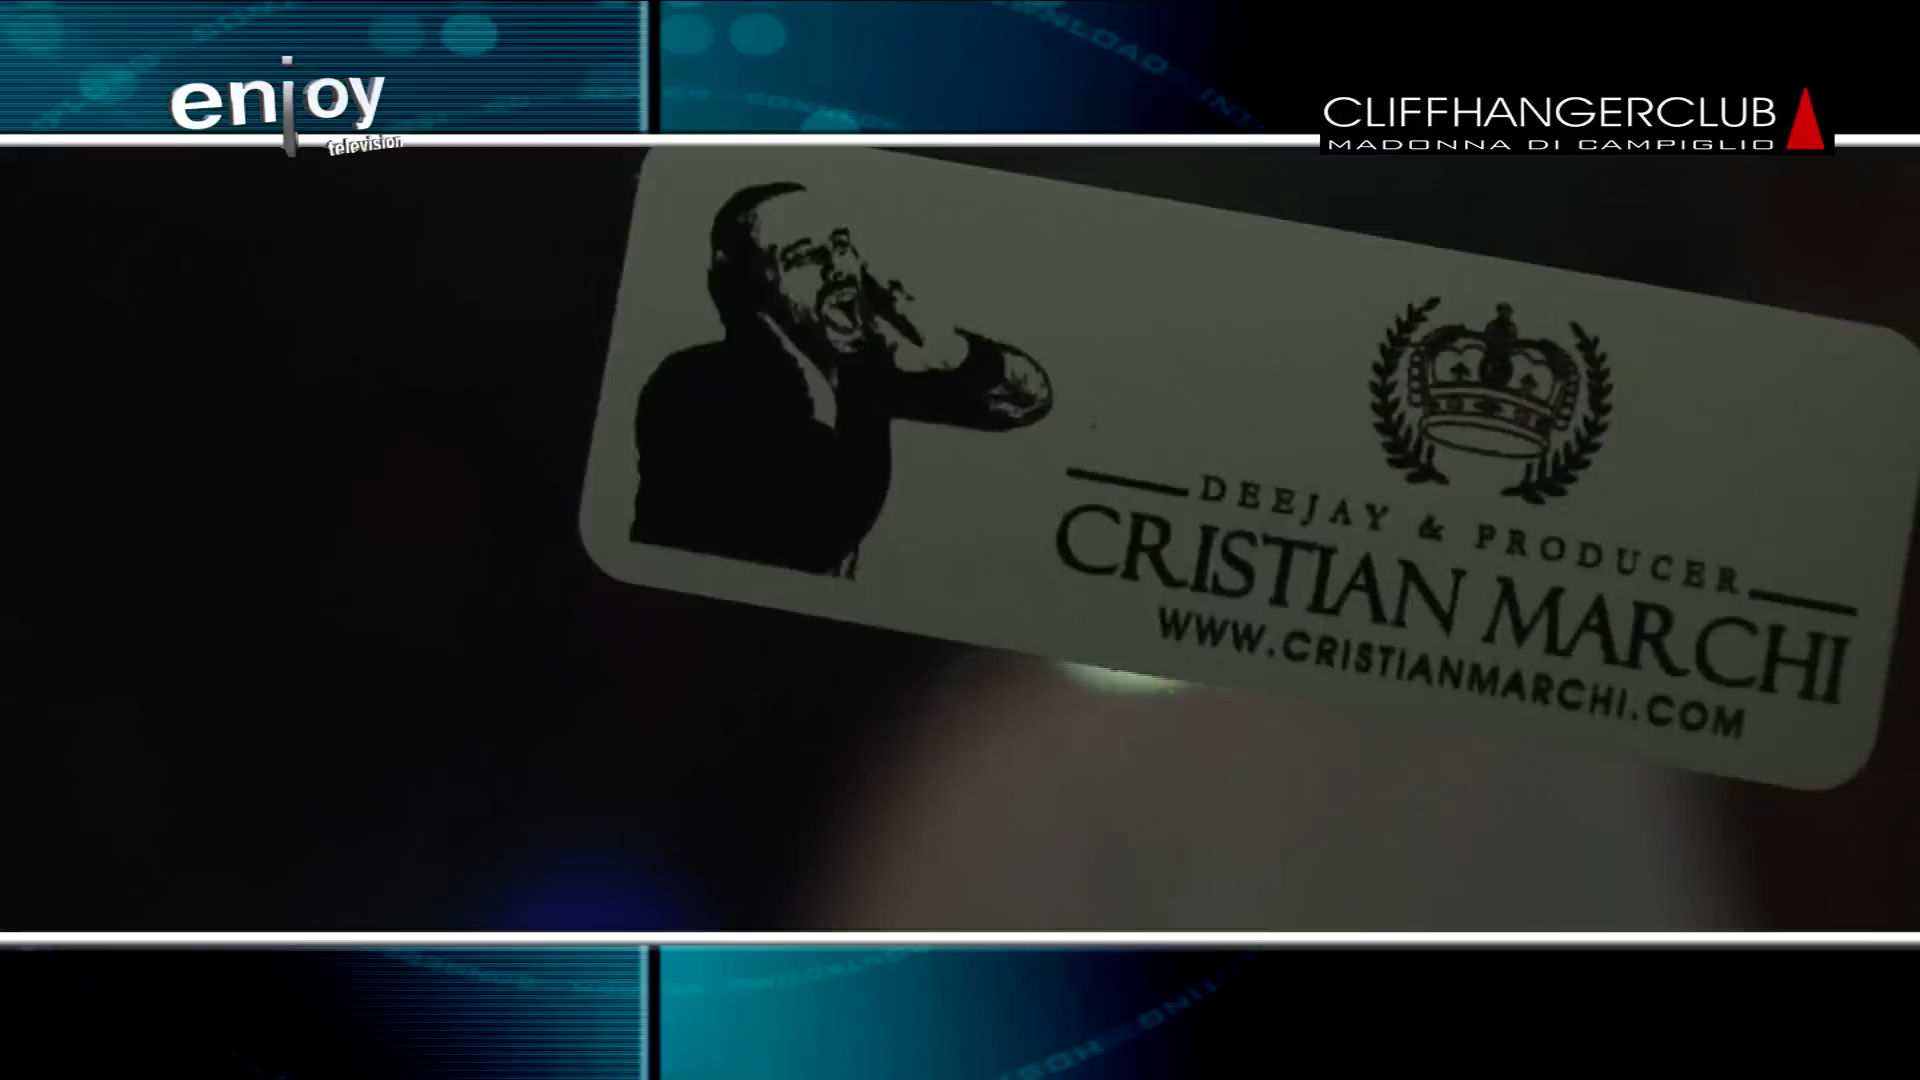 enjoy
television
CLIFFHANGERCLUB
MADONNA DI CAMPIGLIO
DEEJAY & PRODUCER
CRISTIAN MARCHI
WWW.CRISTIANMARCHI.COM